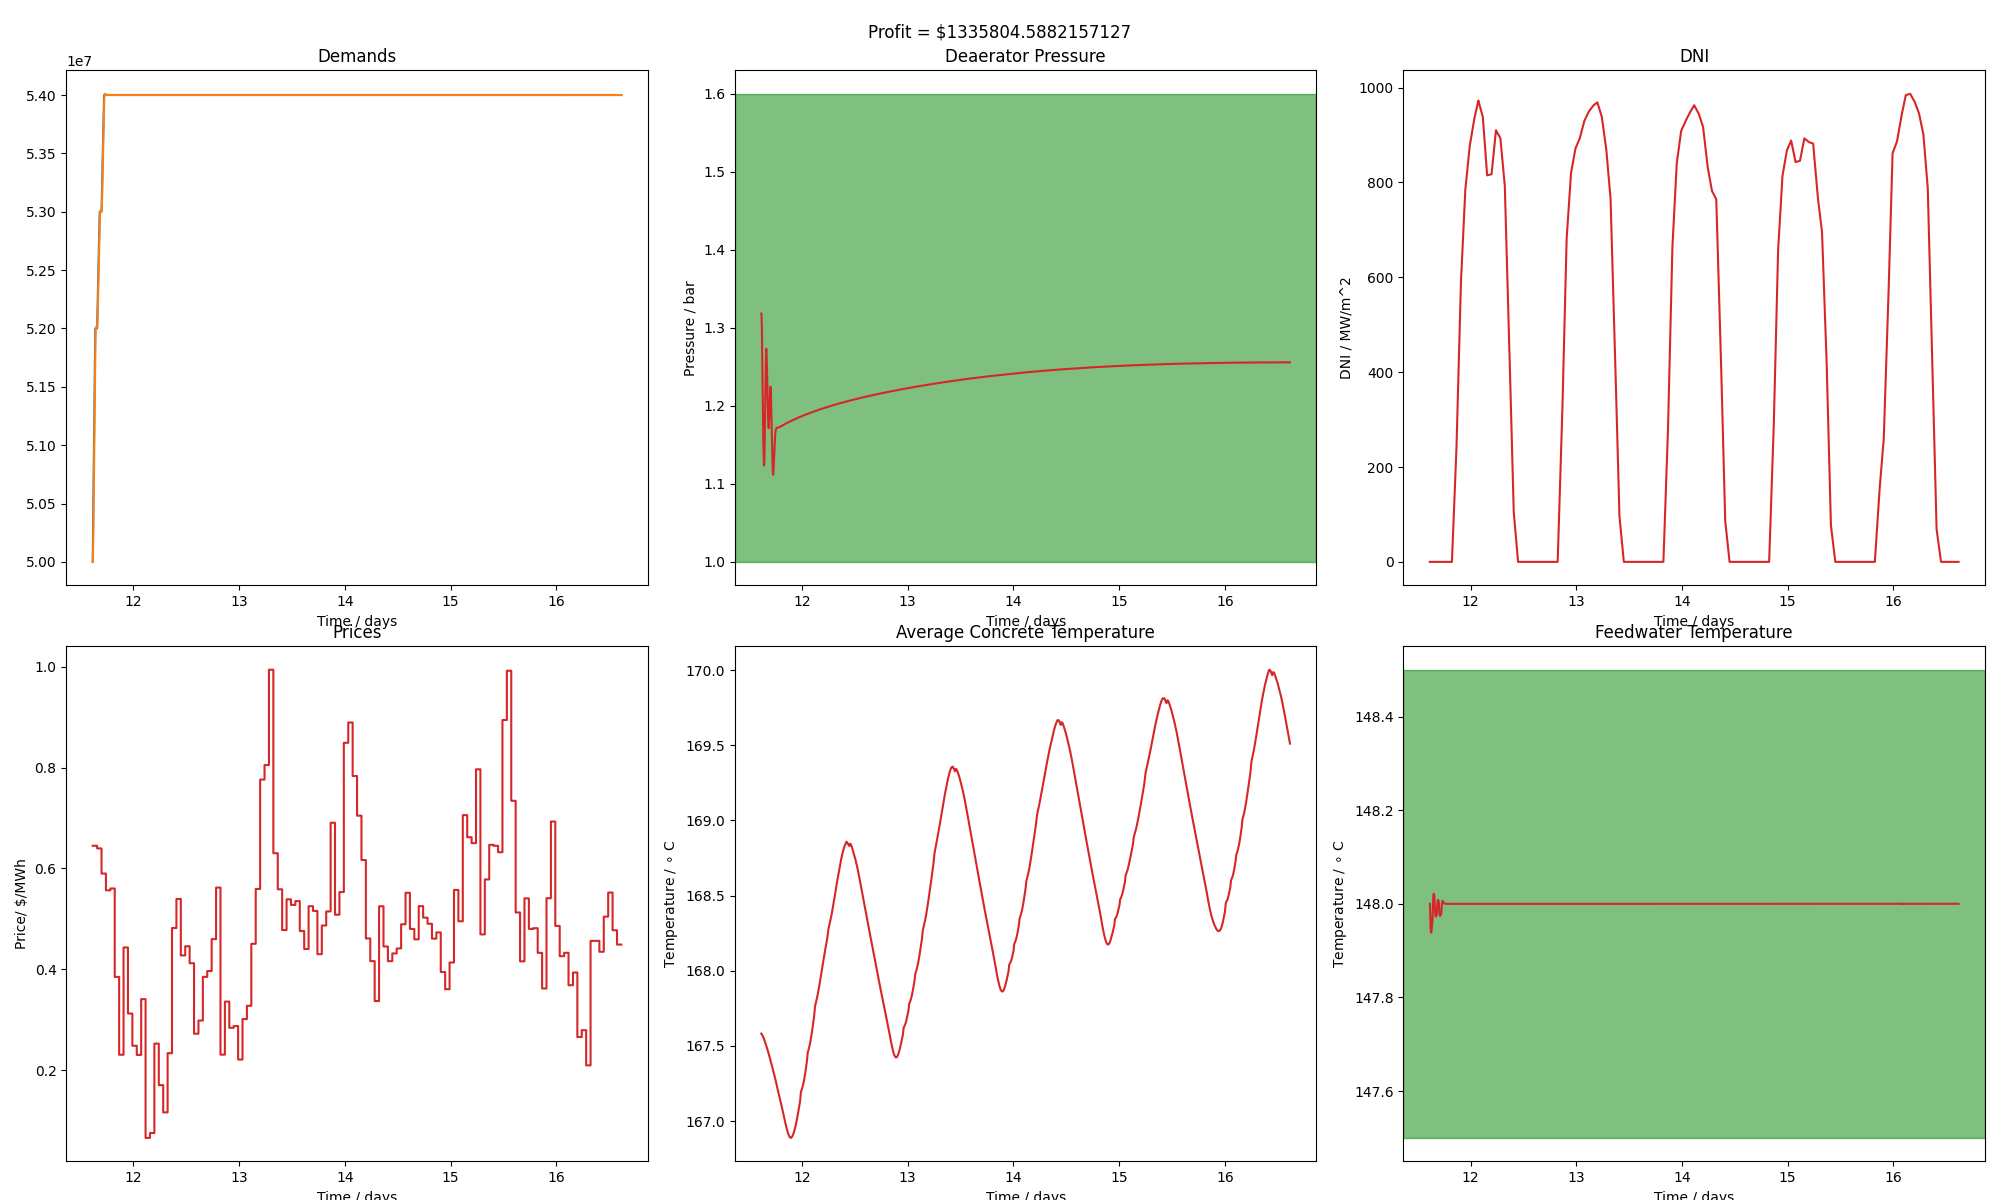 Profit = $1335804.5882157127
Demands
1e7
5.40
5.35
5.30
5.25
5.20
5.15
5.10
5.05
5.00
12 13 14 15 16
Time / days
Deaerator Pressure
Pressure / bar
1.6
1.5
1.4
1.3
1.2
1.1
1.0
12 13 14 15 16
Time / days
DNI
DNI / MW/m^2
1000
800
600
400
200
0
12 13 14 15 16
Time / days
Prices
Price/ $/MWh
1.0
0.8
0.6
0.4
0.2
12 13 14 15 16
Time / days
Average Concrete Temperature
Temperature / ∘ C
170.0
169.5
169.0
168.5
168.0
167.5
167.0
12 13 14 15 16
Time / days
Feedwater Temperature
Temperature / ∘ C
148.4
148.2
148.0
147.8
147.6
12 13 14 15 16
Time / days